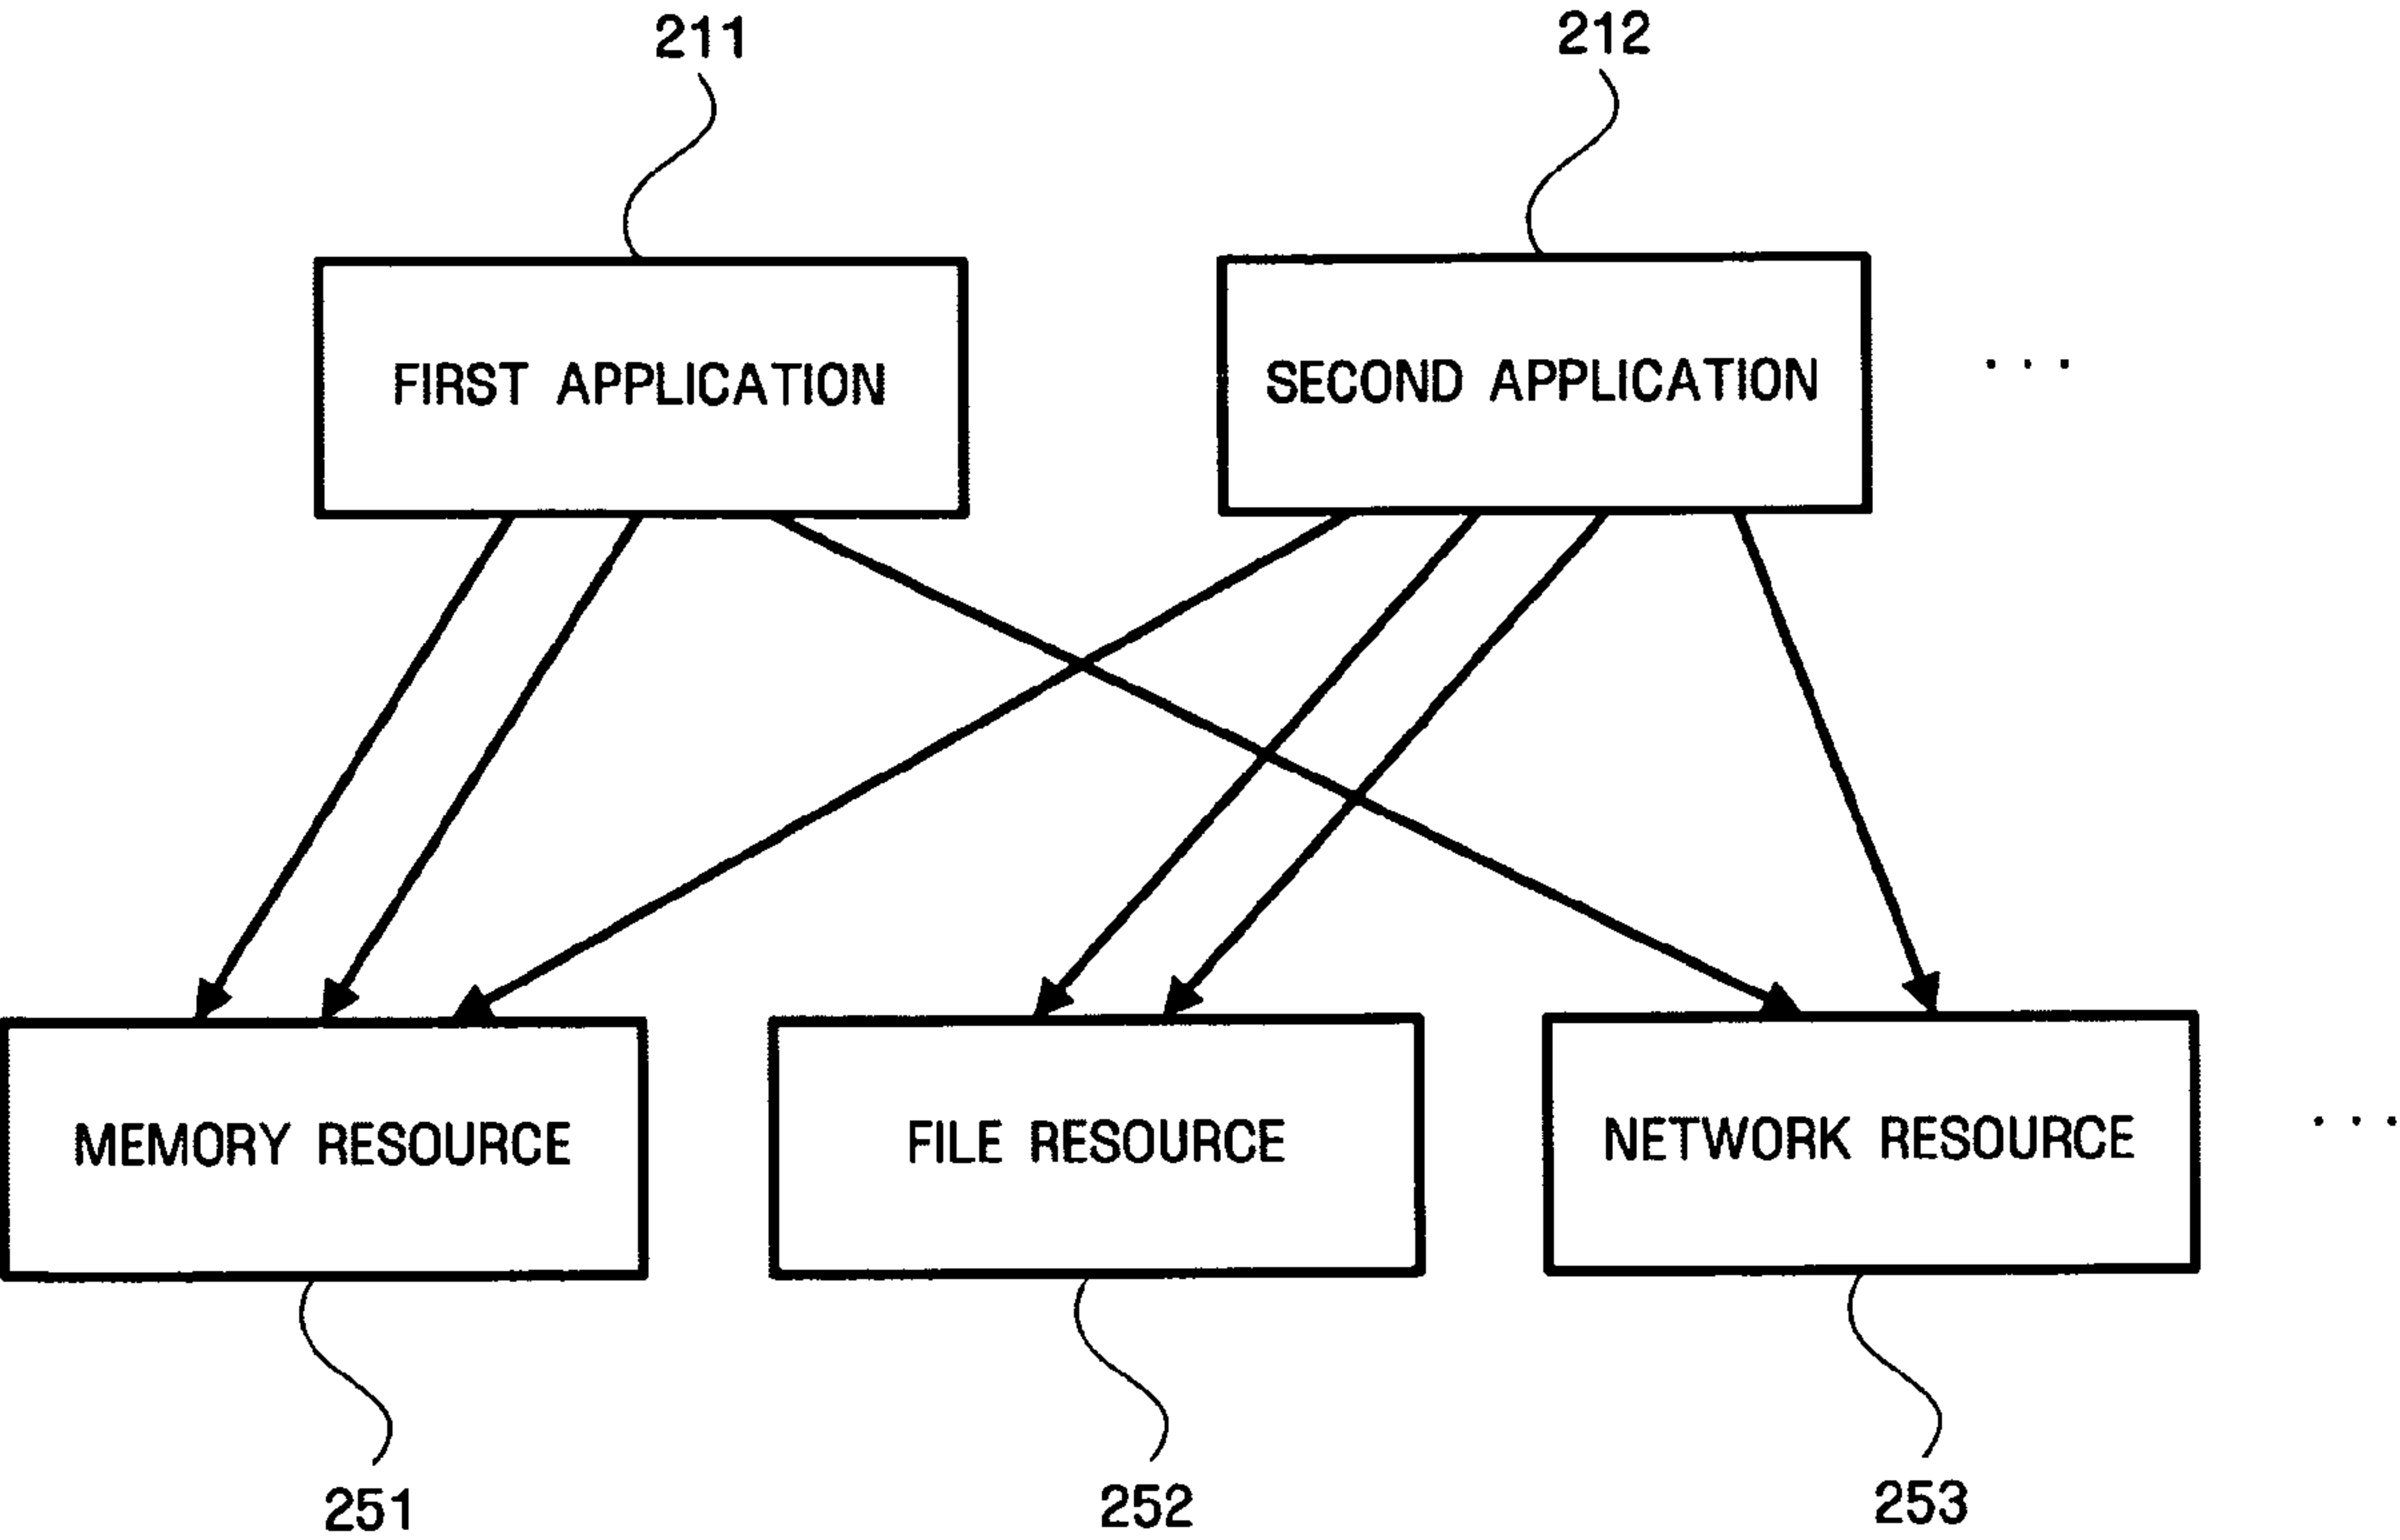 211
212
FIRST APPLICATION
SECOND APPLICATION
. . .
MEMORY RESOURCE
FILE RESOURCE
NETWORK RESOURCE
. . .
251
252
253